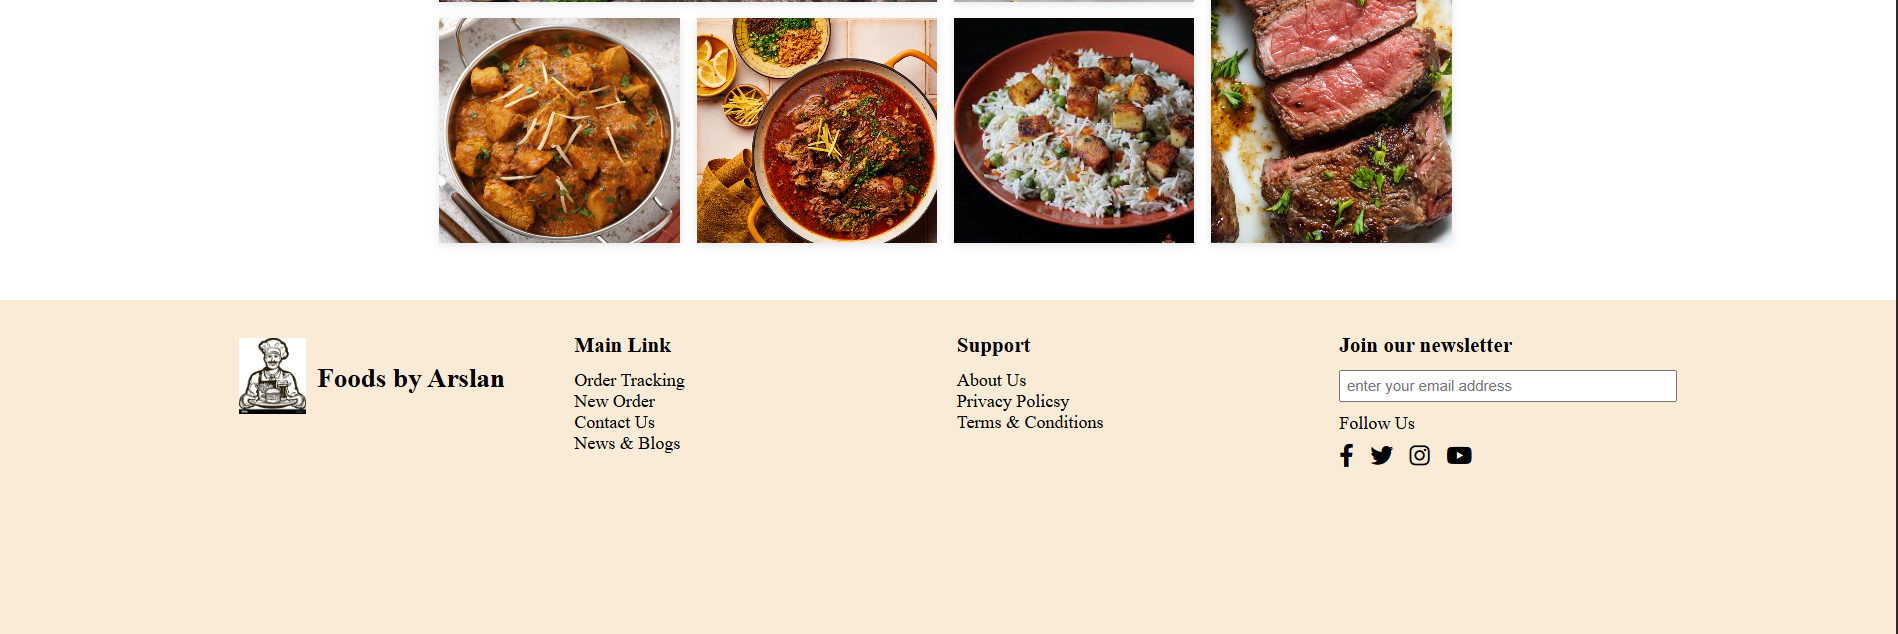 Foods by Arslan
Main Link
Order Tracking
New Order
Contact Us
News & Blogs
Support
About Us
Privacy Policsy
Terms & Conditions
Join our newsletter
enter your email address
Follow Us